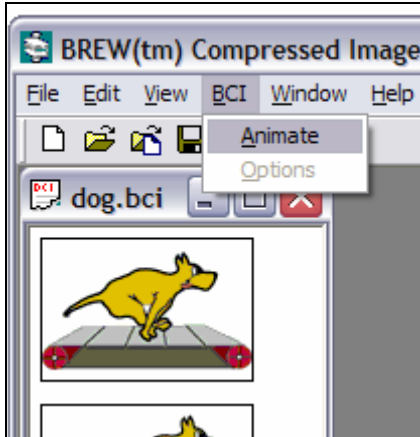 BREW(tm) Compressed Image
File Edit View BCI Window Help
Animate
Options
BCI dog.bci